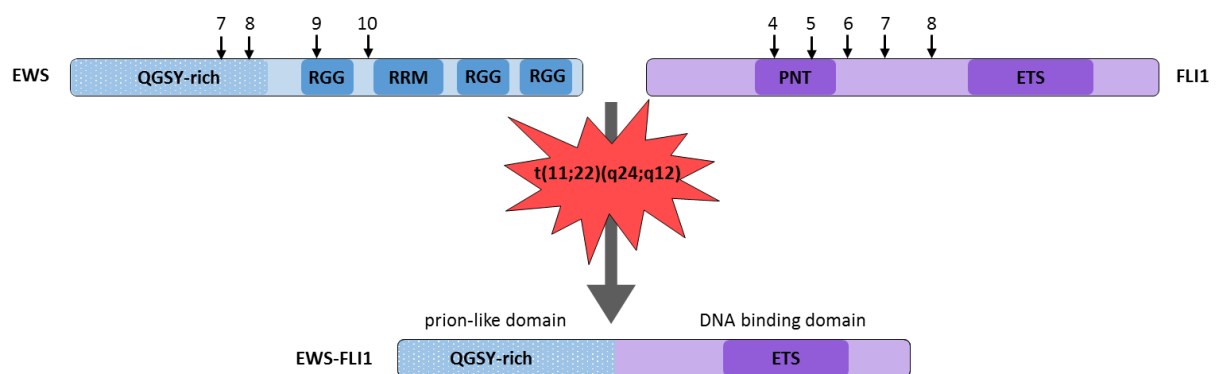 7 8 9 10 4 5 6 7 8
EWS QGSY-rich RGG RRM RGG RGG PNT ETS FLI1
t(11;22)(q24;q12)
prion-like domain DNA binding domain
EWS-FLI1 QGSY-rich ETS